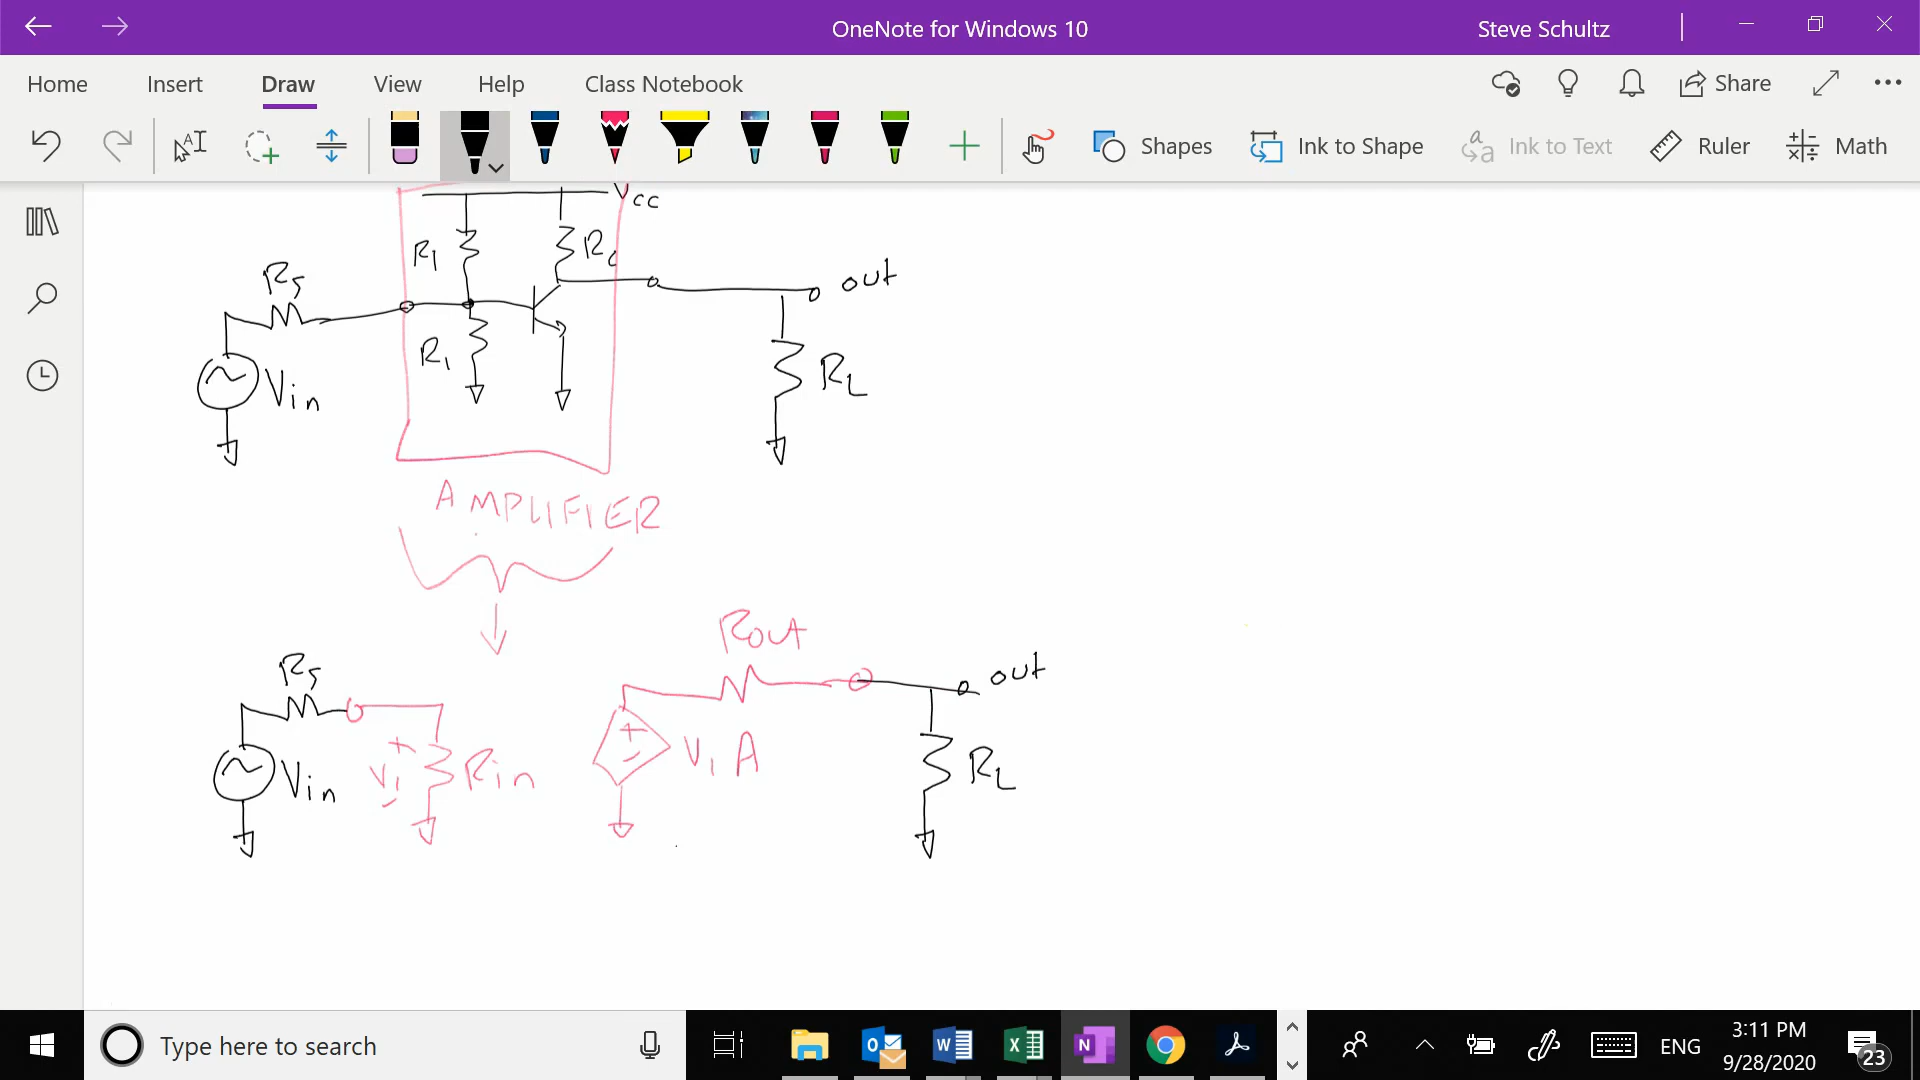 OneNote for Windows 10
Steve Schultz
Home Insert Draw View Help Class Notebook
Share
Shapes Ink to Shape Ink to Text Ruler Math
Vcc
R1 Rc
Rs
out
R1
Vin
RL
AMPLIFIER
Rout
Rs
out
+
+
-
V1 A
Vin
V1
Rin
RL
-
Type here to search
ENG
3:11 PM
9/28/2020
23